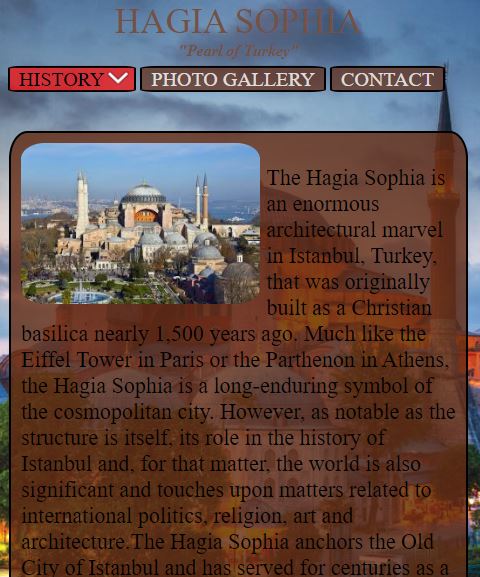 HAGIA SOPHIA
"Pearl of Turkey"
HISTORY
PHOTO GALLERY
CONTACT
The Hagia Sophia is
an enormous
architectural marvel
in Istanbul, Turkey,
that was originally
built as a Christian
basilica nearly 1,500 years ago. Much like the
Eiffel Tower in Paris or the Parthenon in Athens,
the Hagia Sophia is a long-enduring symbol of
the cosmopolitan city. However, as notable as the
structure is itself, its role in the history of
Istanbul and, for that matter, the world is also
significant and touches upon matters related to
international politics, religion, art and
architecture.The Hagia Sophia anchors the Old
City of Istanbul and has served for centuries as a